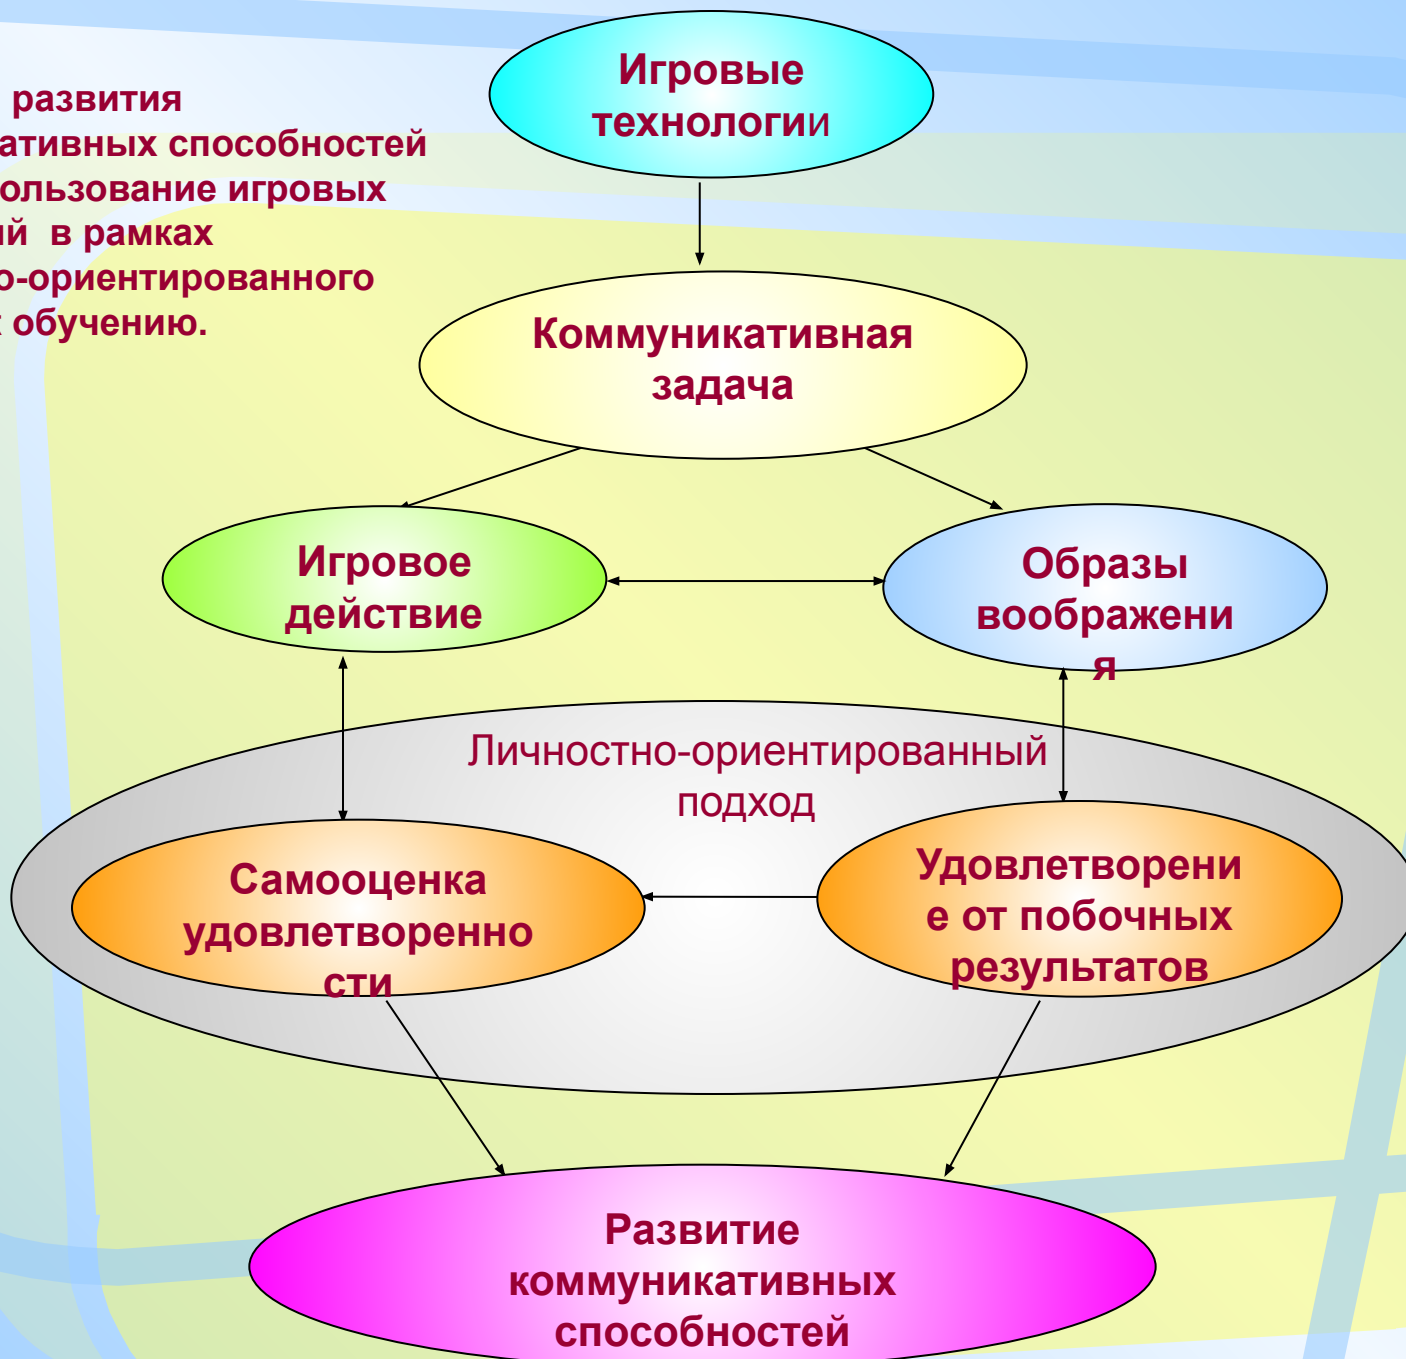 Игровые
технологии
развития
ативных способностей
ользование игровых
ий в рамках
о-ориентированного
к обучению.
Коммуникативная
задача
Игровое
действие
Образы
воображени
я
Личностно-ориентированный
подход
Самооценка
удовлетворенно
сти
Удовлетворени
е от побочных
результатов
Развитие
коммуникативных
способностей